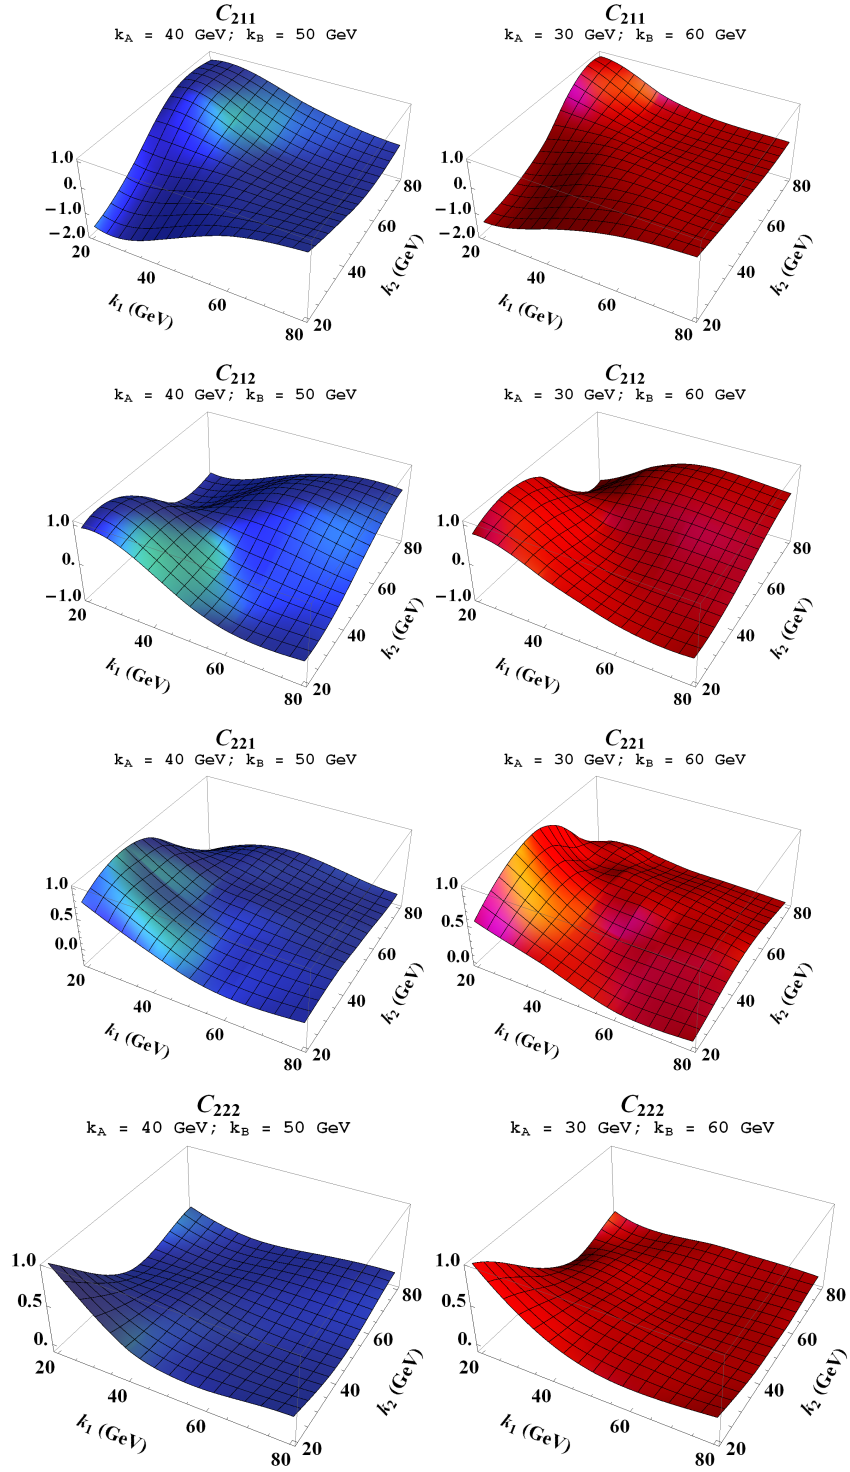 C211
kA = 40 GeV; kB = 50 GeV
1.0
0.
−1.0
−2.0
20
40
60
80
k1 (GeV)
20
40
60
80
k2 (GeV)
C211
kA = 30 GeV; kB = 60 GeV
1.0
0.
−1.0
−2.0
20
40
60
80
k1 (GeV)
20
40
60
80
k2 (GeV)
C212
kA = 40 GeV; kB = 50 GeV
1.0
0.
−1.0
20
40
60
80
k1 (GeV)
20
40
60
80
k2 (GeV)
C212
kA = 30 GeV; kB = 60 GeV
1.0
0.
−1.0
20
40
60
80
k1 (GeV)
20
40
60
80
k2 (GeV)
C221
kA = 40 GeV; kB = 50 GeV
1.0
0.5
0.0
20
40
60
80
k1 (GeV)
20
40
60
80
k2 (GeV)
C221
kA = 30 GeV; kB = 60 GeV
1.0
0.5
0.0
20
40
60
80
k1 (GeV)
20
40
60
80
k2 (GeV)
C222
kA = 40 GeV; kB = 50 GeV
1.0
0.5
0.
20
40
60
80
k1 (GeV)
20
40
60
80
k2 (GeV)
C222
kA = 30 GeV; kB = 60 GeV
1.0
0.5
0.
20
40
60
80
k1 (GeV)
20
40
60
80
k2 (GeV)